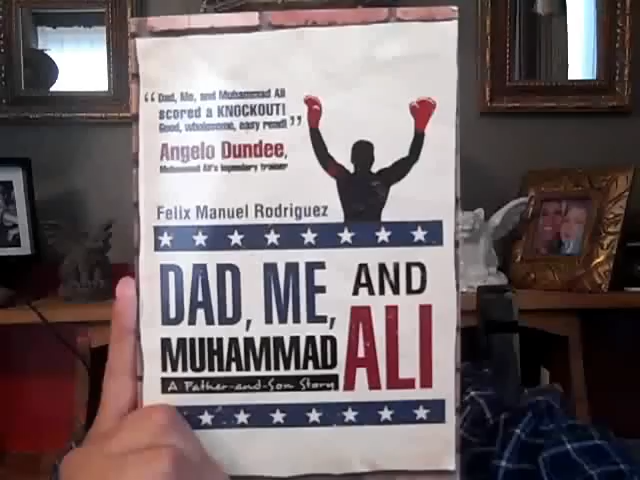 “ Dad, Me, and Muhammad Ali
scored a KNOCKOUT!
Good, wholesome, easy read! ”
Angelo Dundee,
Muhammad Ali's legendary trainer
Felix Manuel Rodriguez
DAD, ME, AND
MUHAMMAD ALI
A Father-and-Son Story